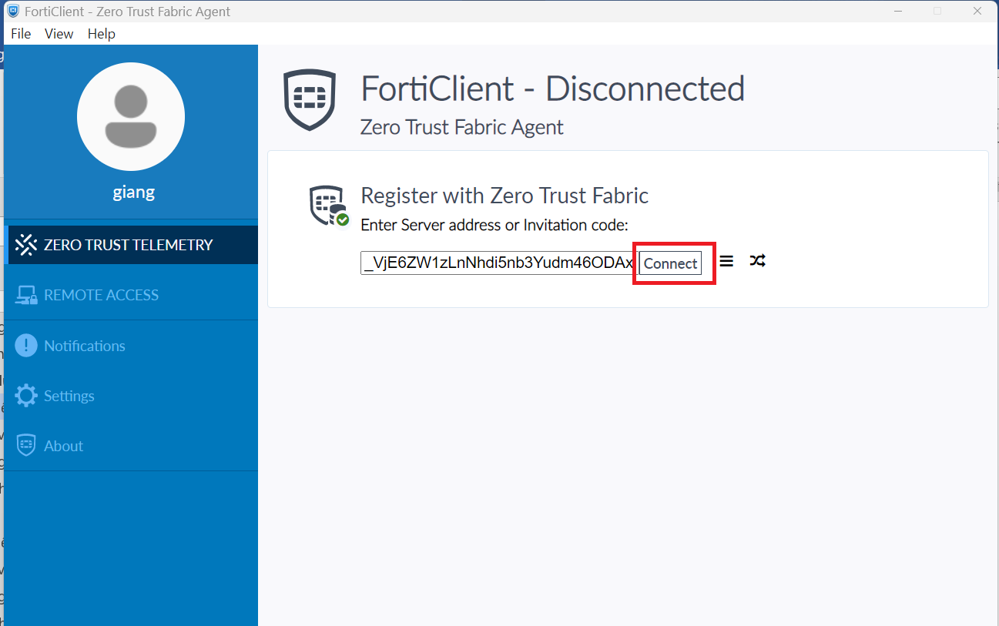 FortiClient - Zero Trust Fabric Agent
File View Help
giang
ZERO TRUST TELEMETRY
REMOTE ACCESS
Notifications
Settings
About
FortiClient - Disconnected
Zero Trust Fabric Agent
Register with Zero Trust Fabric
Enter Server address or Invitation code:
_VjE6ZW1zLnNhdi5nb3Yudm46ODAx Connect